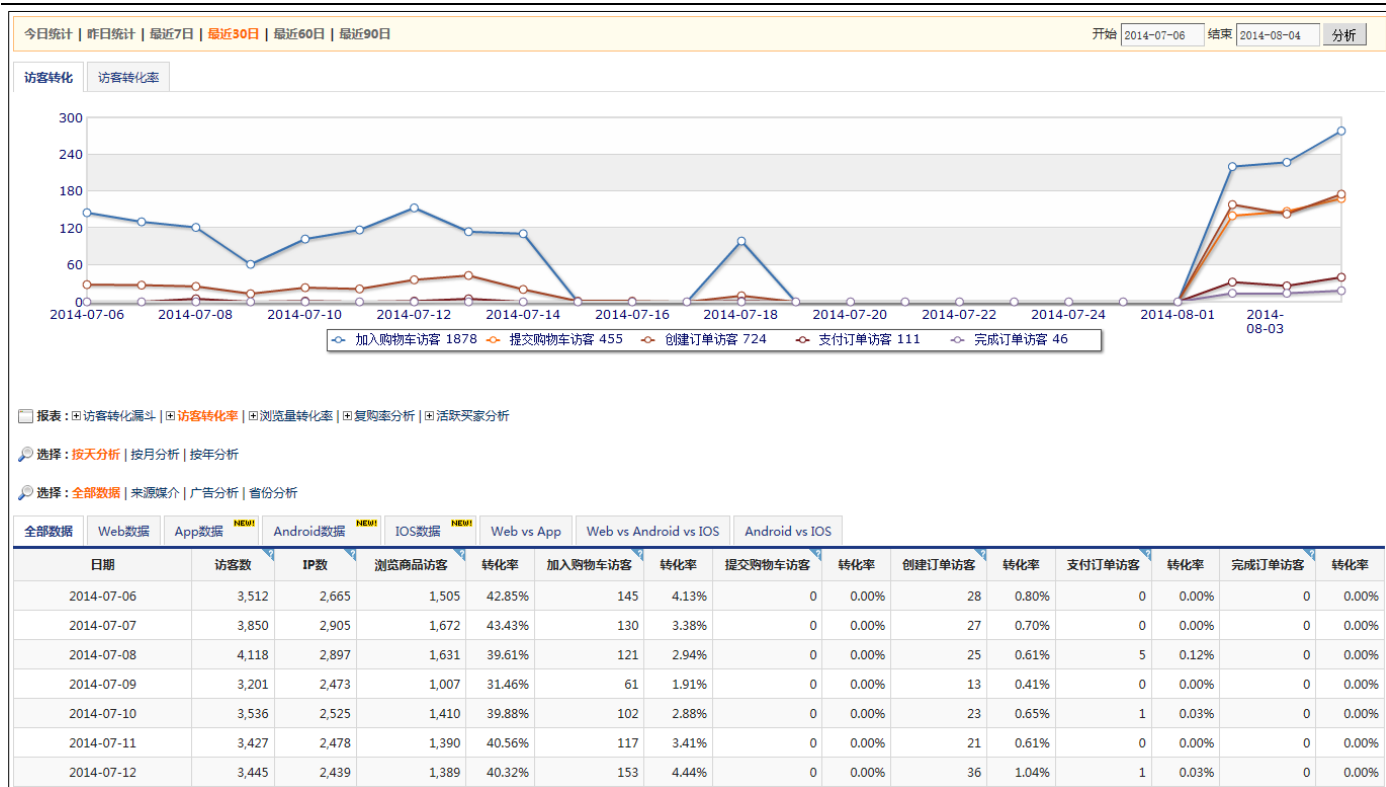 今日统计 | 昨日统计 | 最近7日 | 最近30日 | 最近60日 | 最近90日 开始 2014-07-06 结束 2014-08-04 分析
访客转化 访客转化率
300
240
180
120
60
0
2014-07-06 2014-07-08 2014-07-10 2014-07-12 2014-07-14 2014-07-16 2014-07-18 2014-07-20 2014-07-22 2014-07-24 2014-08-01 2014-08-03
加入购物车访客 1878 提交购物车访客 455 创建订单访客 724 支付订单访客 111 完成订单访客 46
报表 : 访客转化漏斗 | 访客转化率 | 浏览量转化率 | 复购率分析 | 活跃买家分析
选择 : 按天分析 | 按月分析 | 按年分析
选择 : 全部数据 | 来源媒介 | 广告分析 | 省份分析
全部数据 Web数据 App数据 NEW! Android数据 NEW! IOS数据 NEW! Web vs App Web vs Android vs IOS Android vs IOS
日期 访客数 ? IP数 ? 浏览商品访客 ? 转化率 加入购物车访客 ? 转化率 提交购物车访客 ? 转化率 创建订单访客 ? 转化率 支付订单访客 ? 转化率 完成订单访客 ? 转化率
2014-07-06 3,512 2,665 1,505 42.85% 145 4.13% 0 0.00% 28 0.80% 0 0.00% 0 0.00%
2014-07-07 3,850 2,905 1,672 43.43% 130 3.38% 0 0.00% 27 0.70% 0 0.00% 0 0.00%
2014-07-08 4,118 2,897 1,631 39.61% 121 2.94% 0 0.00% 25 0.61% 5 0.12% 0 0.00%
2014-07-09 3,201 2,473 1,007 31.46% 61 1.91% 0 0.00% 13 0.41% 0 0.00% 0 0.00%
2014-07-10 3,536 2,525 1,410 39.88% 102 2.88% 0 0.00% 23 0.65% 1 0.03% 0 0.00%
2014-07-11 3,427 2,478 1,390 40.56% 117 3.41% 0 0.00% 21 0.61% 0 0.00% 0 0.00%
2014-07-12 3,445 2,439 1,389 40.32% 153 4.44% 0 0.00% 36 1.04% 1 0.03% 0 0.00%